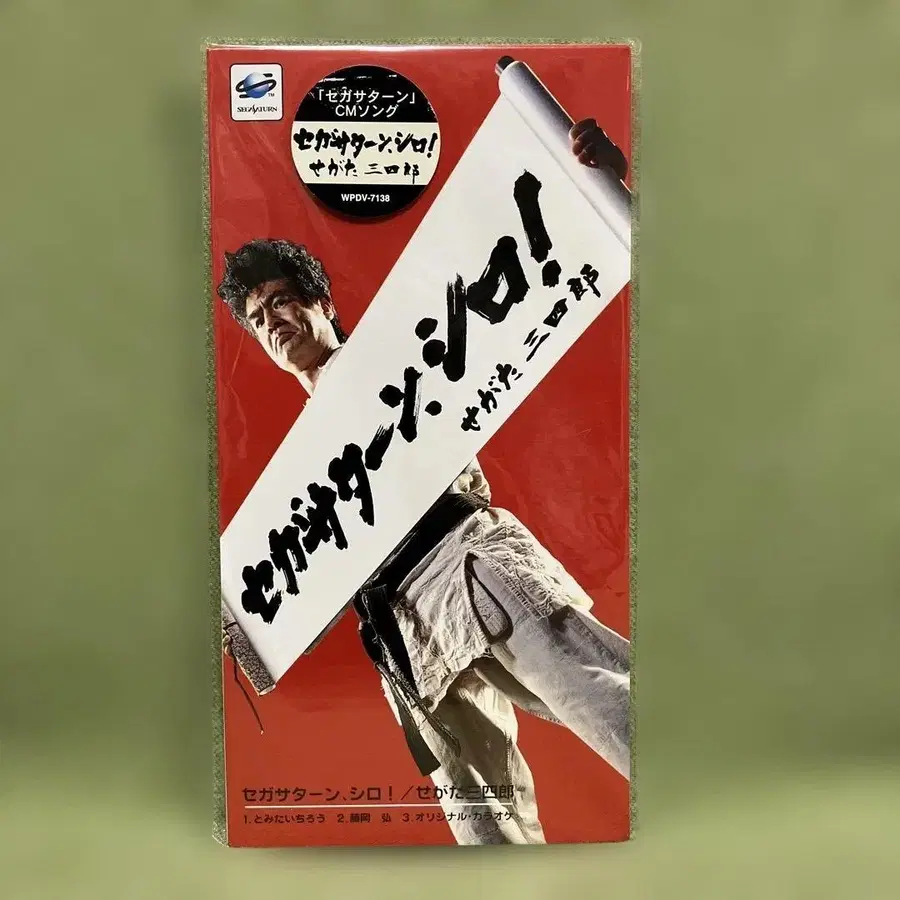 SEGA SATURN
TM
「セガサターン」
CMソング
セガサターン、シロ!
せがた 三四郎
WPDV-7138
セガサターン、シロ!
せがた 三四郎
セガサターン、シロ!/せがた三四郎
1.とみたいちろう 2.藤岡 弘 3.オリジナル・カラオケ